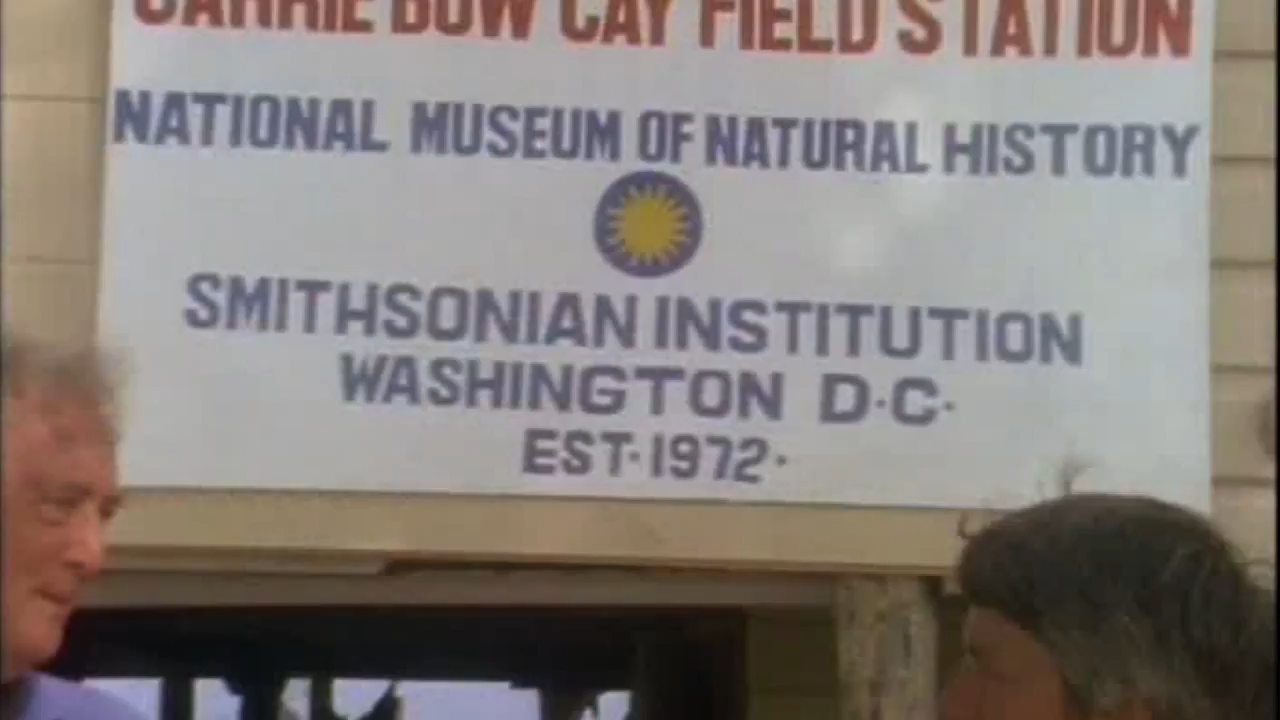 CARRIE BOW CAY FIELD STATION
NATIONAL MUSEUM OF NATURAL HISTORY
SMITHSONIAN INSTITUTION
WASHINGTON D·C·
EST·1972·